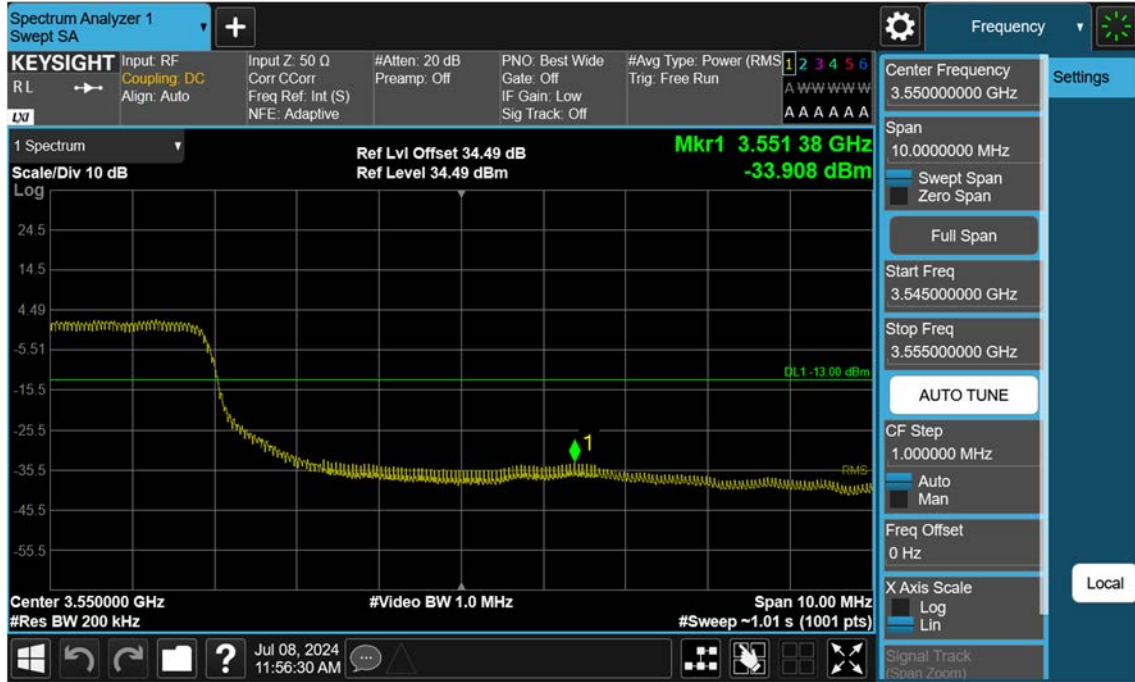 Spectrum Analyzer 1
Swept SA
+
Frequency
KEYSIGHT
R L
LXI
Input: RF
Coupling: DC
Align: Auto
Input Z: 50 Ω
Corr CCorr
Freq Ref: Int (S)
NFE: Adaptive
#Atten: 20 dB
Preamp: Off
PNO: Best Wide
Gate: Off
IF Gain: Low
Sig Track: Off
#Avg Type: Power (RMS
Trig: Free Run
1 2 3 4 5 6
A W W W W W
A A A A A A
1 Spectrum
Scale/Div 10 dB
Log
Ref Lvl Offset 34.49 dB
Ref Level 34.49 dBm
Mkr1 3.551 38 GHz
-33.908 dBm
24.5
14.5
4.49
-5.51
DL1 -13.00 dBm
-15.5
-25.5
1
-35.5
RMS
-45.5
-55.5
Center 3.550000 GHz
#Video BW 1.0 MHz
Span 10.00 MHz
#Res BW 200 kHz
#Sweep ~1.01 s (1001 pts)
?
Jul 08, 2024
11:56:30 AM
Center Frequency
3.550000000 GHz
Settings
Span
10.0000000 MHz
Swept Span
Zero Span
Full Span
Start Freq
3.545000000 GHz
Stop Freq
3.555000000 GHz
AUTO TUNE
CF Step
1.000000 MHz
Auto
Man
Freq Offset
0 Hz
X Axis Scale
Log
Lin
Local
Signal Track
(Span Zoom)